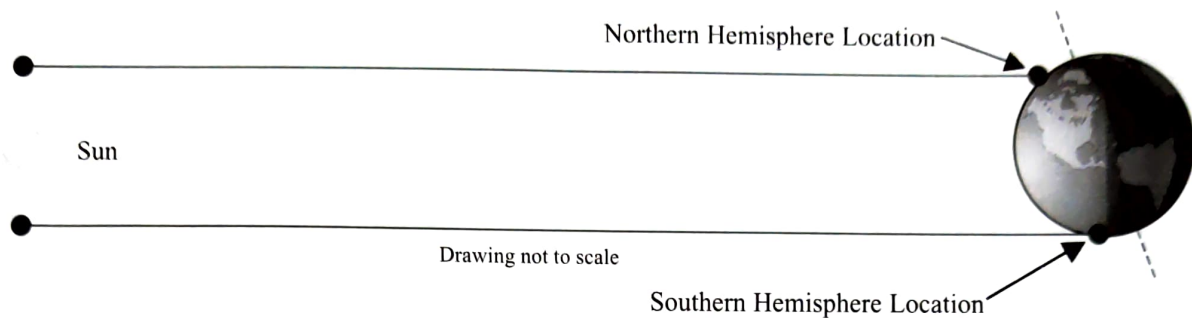 Northern Hemisphere Location
Sun
Drawing not to scale
Southern Hemisphere Location